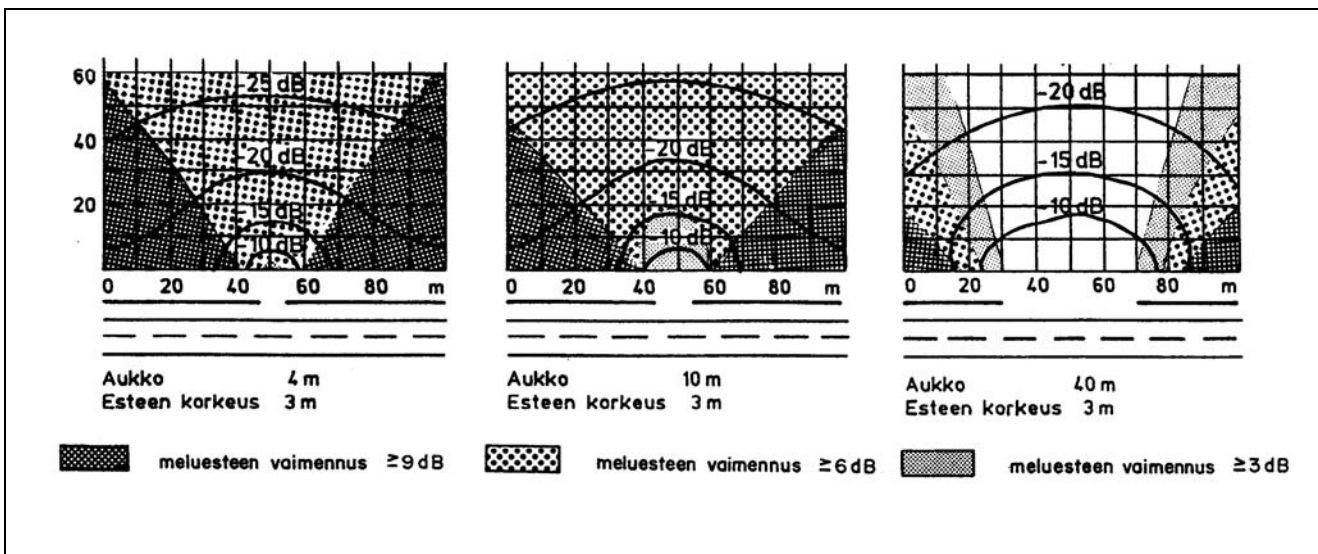 60
40
20
-25 dB
-20 dB
-15 dB
-10 dB
0 20 40 60 80 m
Aukko 4 m
Esteen korkeus 3 m
-20 dB
-15 dB
-10 dB
0 20 40 60 80 m
Aukko 10 m
Esteen korkeus 3 m
-20 dB
-15 dB
-10 dB
0 20 40 60 80 m
Aukko 40 m
Esteen korkeus 3 m
meluesteen vaimennus ≥9 dB
meluesteen vaimennus ≥6dB
meluesteen vaimennus ≥3 dB